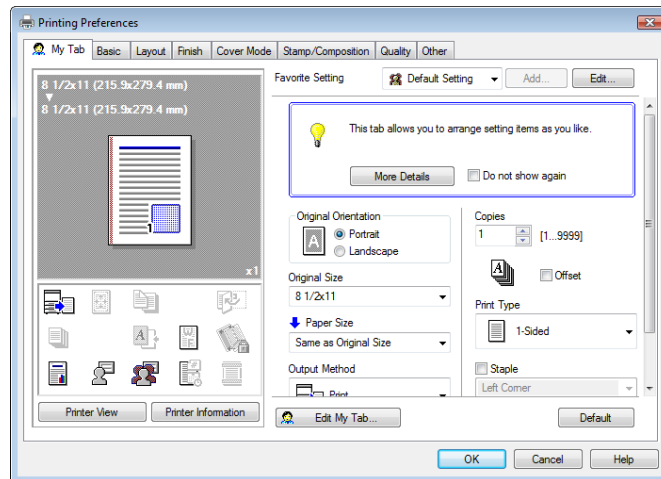 Printing Preferences
My Tab Basic Layout Finish Cover Mode Stamp/Composition Quality Other
8 1/2x11 (215.9x279.4 mm)
8 1/2x11 (215.9x279.4 mm)
1
x1
Printer View Printer Information
Favorite Setting Default Setting Add... Edit...
This tab allows you to arrange setting items as you like.
More Details Do not show again
Original Orientation
A Portrait
Landscape
Original Size
8 1/2x11
Paper Size
Same as Original Size
Output Method
Print
Copies
1 [1...9999]
Offset
Print Type
1-Sided
Staple
Left Corner
Edit My Tab... Default
OK Cancel Help